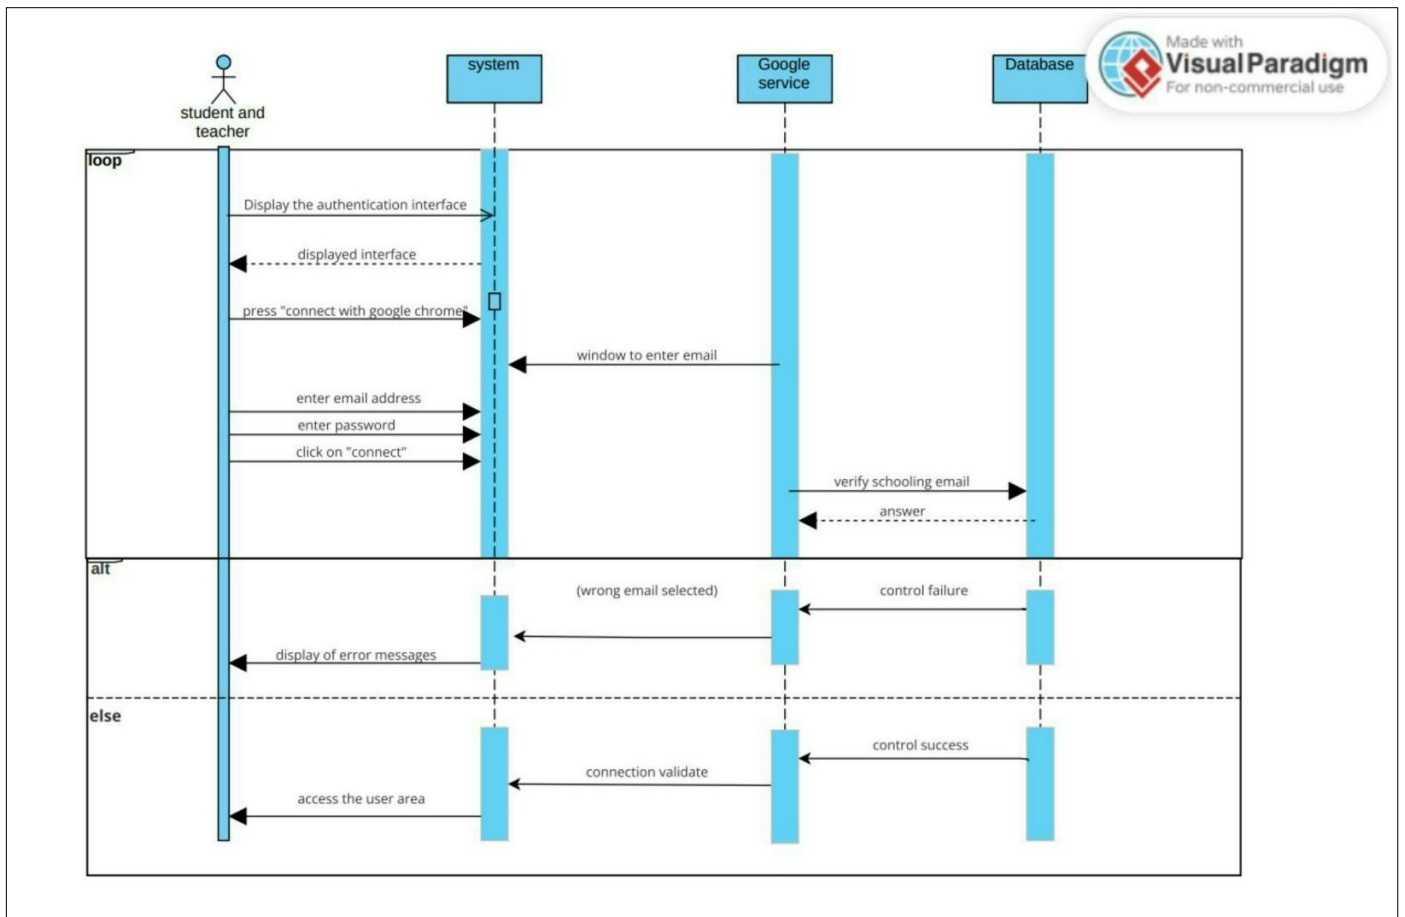 Made with
Visual Paradigm
For non-commercial use
system
Google
service
Database
student and
teacher
loop
Display the authentication interface
displayed interface
press "connect with google chrome"
window to enter email
enter email address
enter password
click on "connect"
verify schooling email
answer
alt
(wrong email selected)
control failure
display of error messages
else
control success
connection validate
access the user area